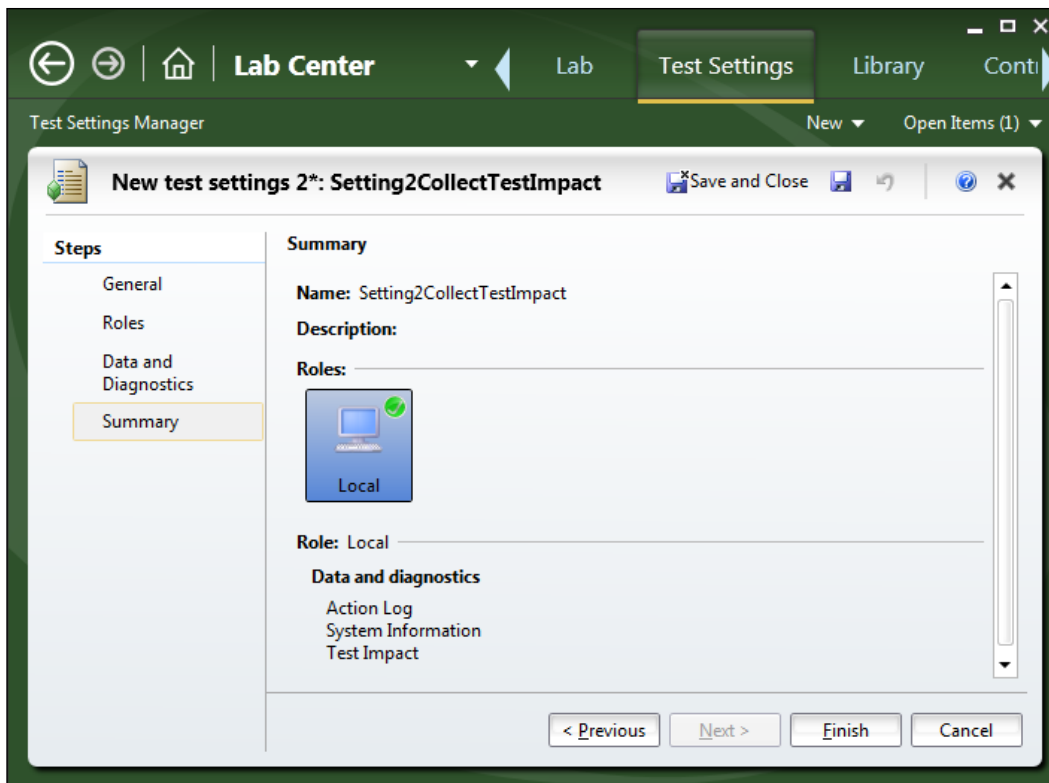 Lab Center
Lab
Test Settings
Library
Test Settings Manager
New
Open Items (1)
New test settings 2*: Setting2CollectTestImpact
Save and Close
Steps
General
Roles
Data and
Diagnostics
Summary
Summary
Name: Setting2CollectTestImpact
Description:
Roles:
Local
Role: Local
Data and diagnostics
Action Log
System Information
Test Impact
< Previous
Next >
Finish
Cancel